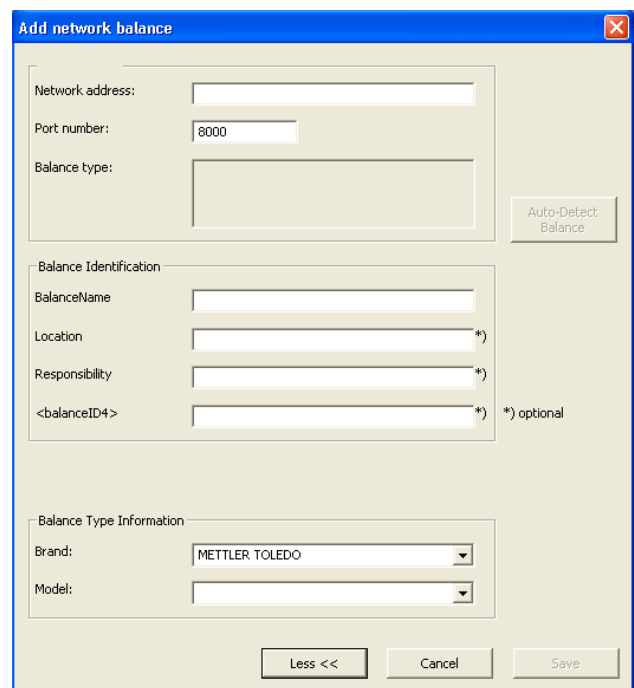 Add network balance
Network address:
Port number:
8000
Balance type:
Auto-Detect
Balance
Balance Identification
BalanceName
Location
*)
Responsibility
*)
<balanceID4>
*)
*) optional
Balance Type Information
Brand:
METTLER TOLEDO
Model:
Less <<
Cancel
Save